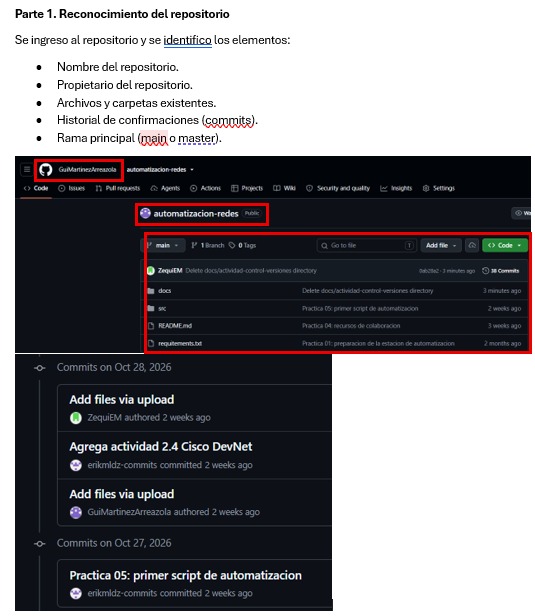 Parte 1. Reconocimiento del repositorio
Se ingreso al repositorio y se identifico los elementos:
• Nombre del repositorio.
• Propietario del repositorio.
• Archivos y carpetas existentes.
• Historial de confirmaciones (commits).
• Rama principal (main o master).
GuiMartinezArreazola automatizacion-redes
Code Issues Pull requests Agents Actions Projects Wiki Security and quality Insights Settings
automatizacion-redes Public
main 1 Branch 0 Tags Go to file Add file Code
ZequiEM Delete docs/actividad-control-versiones directory 3 minutes ago 36 Commits
docs Delete docs/actividad-control-versiones directory 3 minutes ago
src Practica 05: primer script de automatizacion 2 weeks ago
README.md Practica 04: recursos de colaboracion 3 weeks ago
Practica 01: preparacion de la estacion de automatizacion 2 months ago
Commits on Oct 28, 2026
Add files via upload
ZequiEM authored 2 weeks ago
Agrega actividad 2.4 Cisco DevNet
erikmldz-commits committed 2 weeks ago
Add files via upload
GuiMartinezArreazola authored 2 weeks ago
Commits on Oct 27, 2026
Practica 05: primer script de automatizacion
erikmldz-commits committed 2 weeks ago